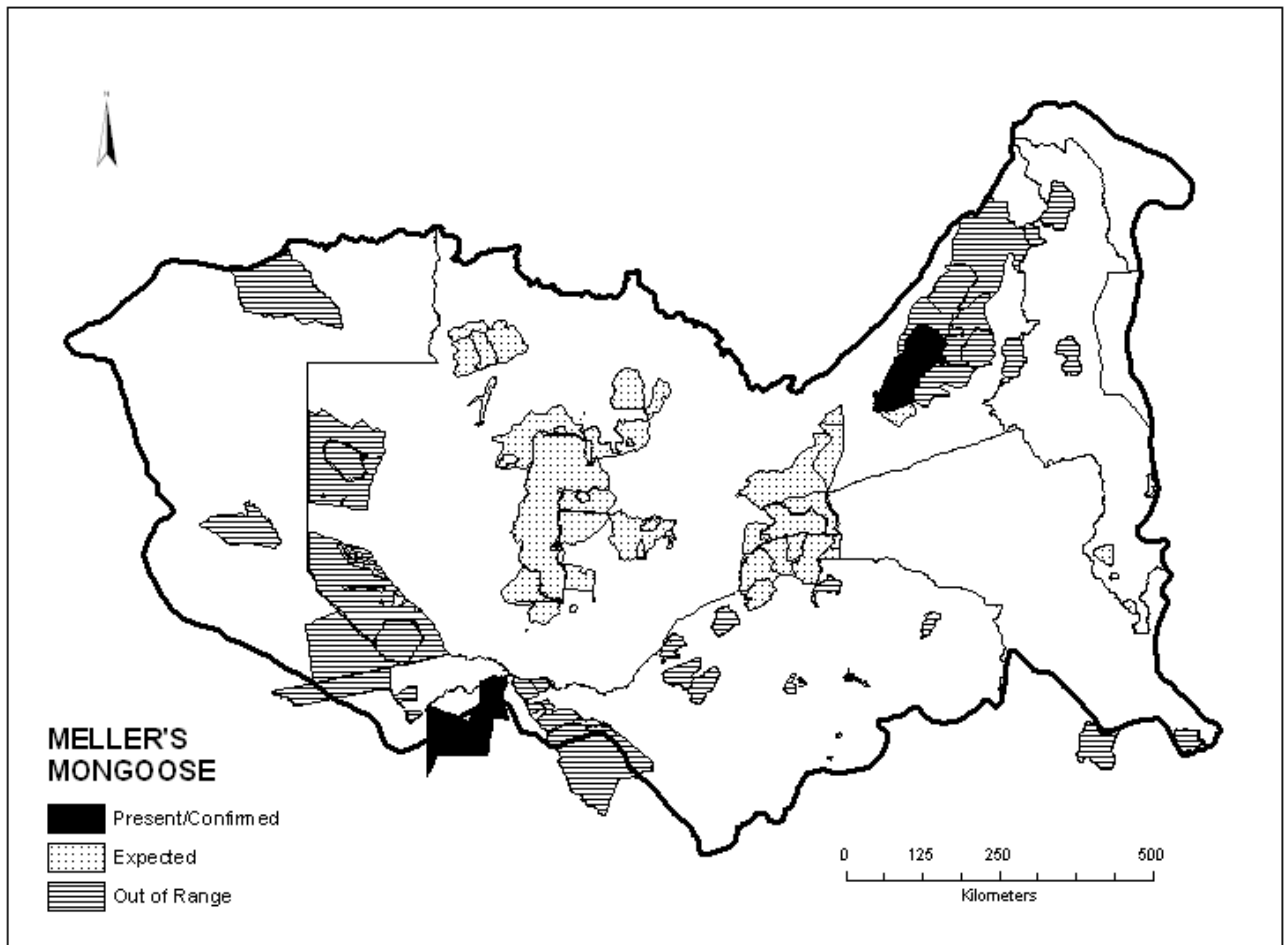 N
MELLER'S
MONGOOSE
Present/Confirmed
Expected
Out of Range
0 125 250 500
Kilometers